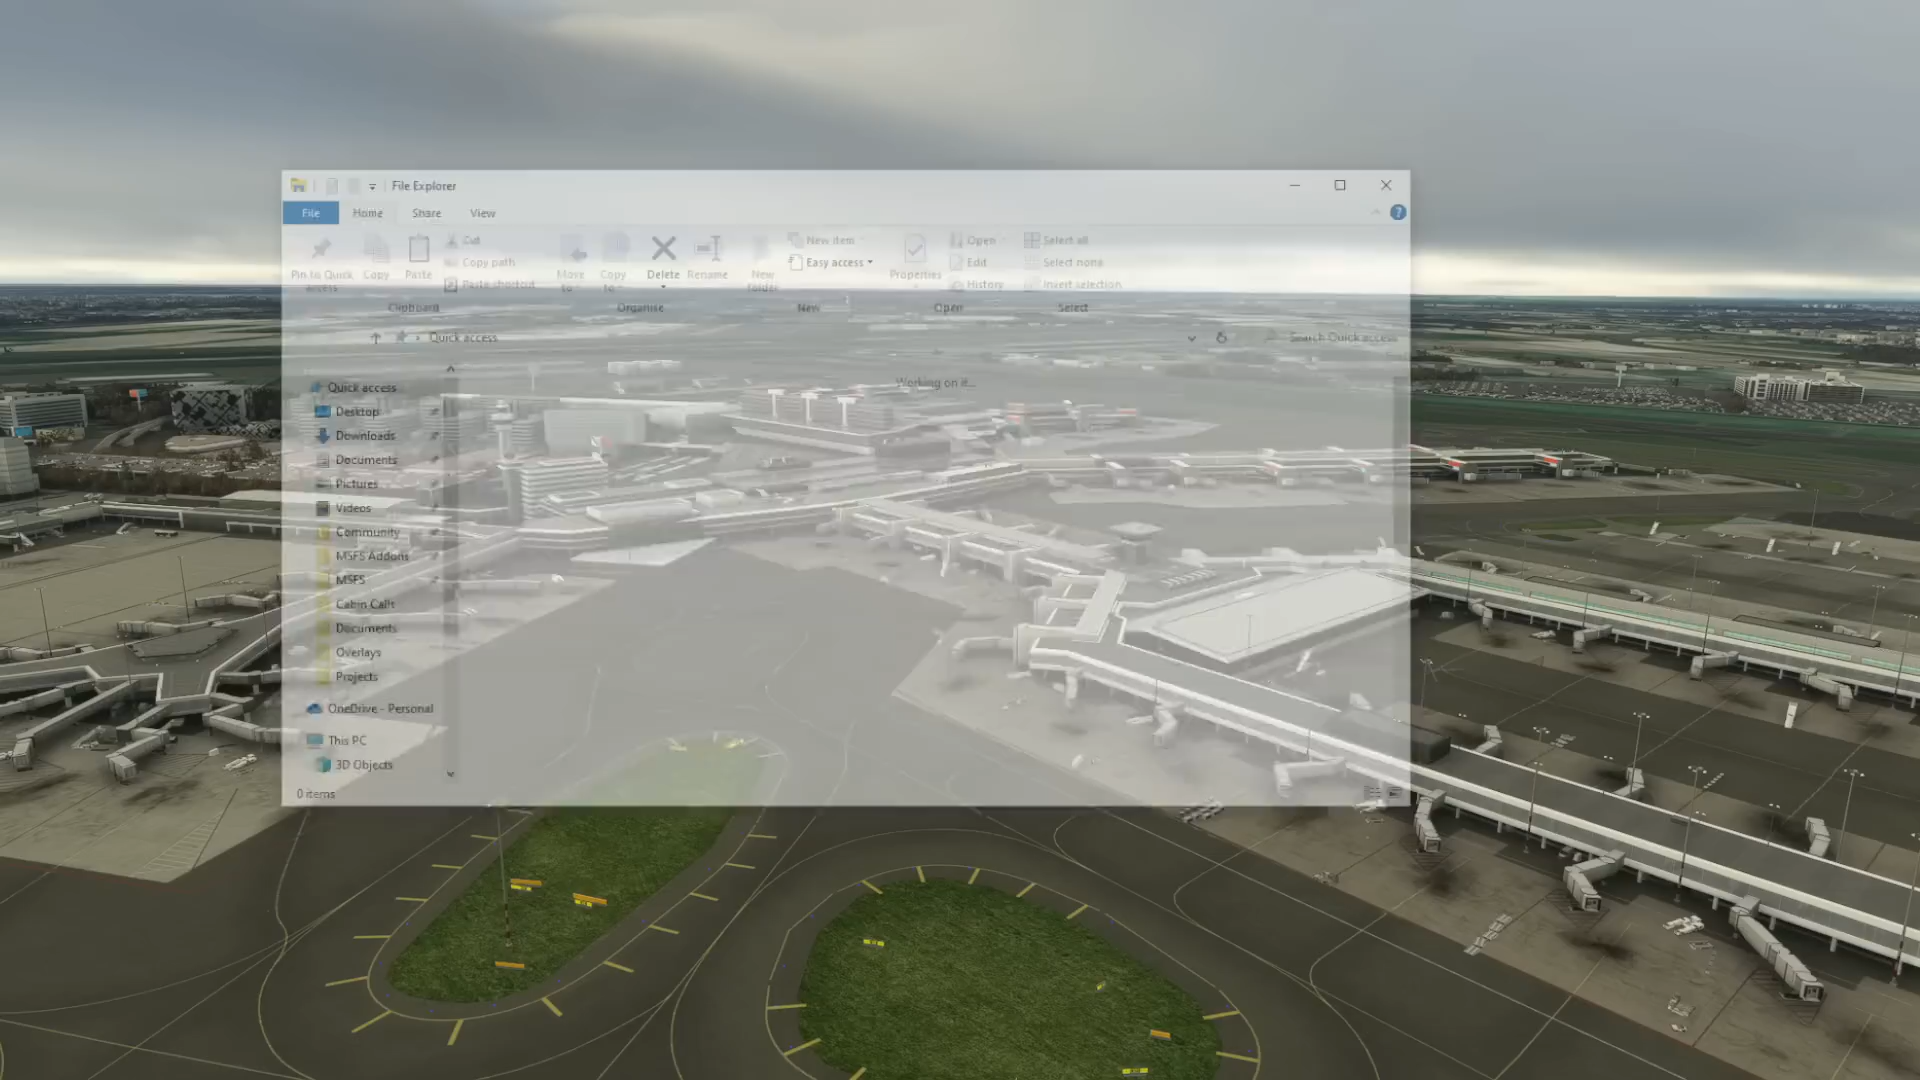 File Explorer
File Home Share View
Pin to Quick access
Copy
Paste
Cut
Copy path
Paste shortcut
Clipboard
Move to
Copy to
Delete
Rename
Organise
New folder
New item
Easy access
New
Properties
Open
Edit
History
Open
Select all
Select none
Invert selection
Select
Quick access
Search Quick access
Working on it...
Quick access
Desktop
Downloads
Documents
Pictures
Videos
Community
MSFS Addons
MSFS
Cabin Calls
Documents
Overlays
Projects
OneDrive - Personal
This PC
3D Objects
0 items